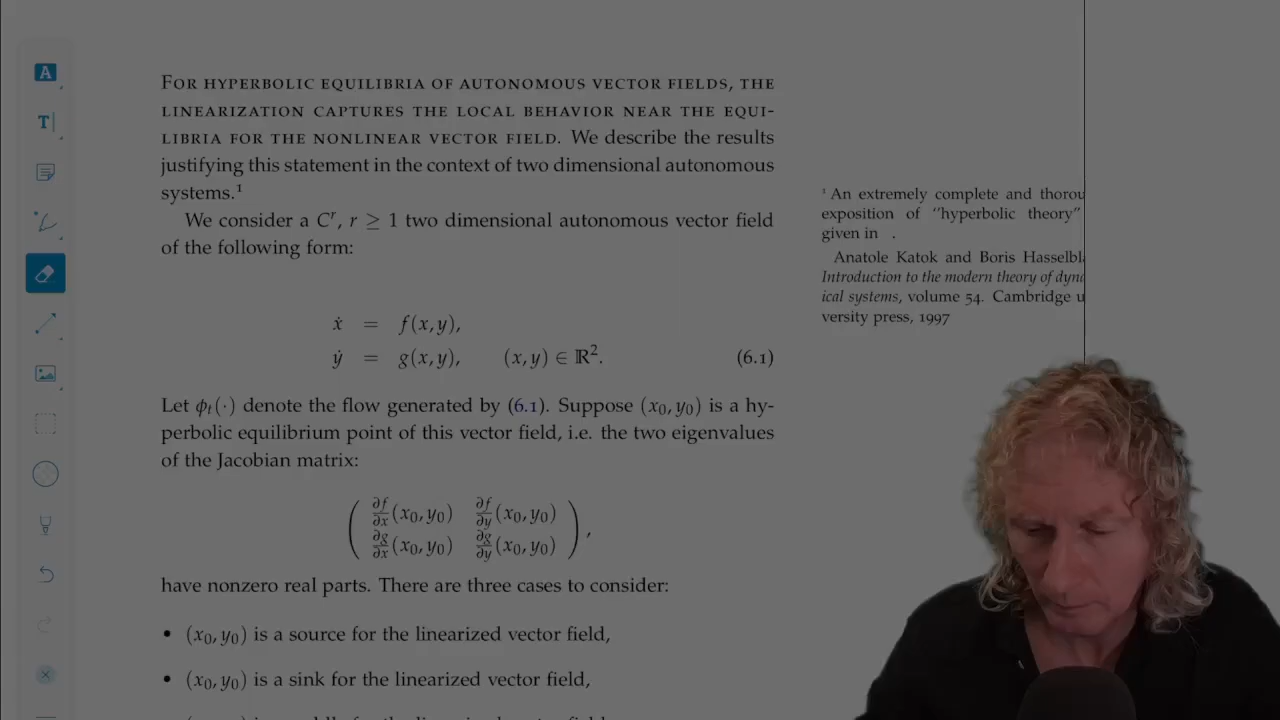 FOR HYPERBOLIC EQUILIBRIA OF AUTONOMOUS VECTOR FIELDS, THE
LINEARIZATION CAPTURES THE LOCAL BEHAVIOR NEAR THE EQUI-
LIBRIA FOR THE NONLINEAR VECTOR FIELD. We describe the results
justifying this statement in the context of two dimensional autonomous
systems.¹
We consider a Cʳ, r ≥ 1 two dimensional autonomous vector field
of the following form:
ẋ = f(x, y),
ẏ = g(x, y), (x, y) ∈ ℝ². (6.1)
Let ϕₜ(·) denote the flow generated by (6.1). Suppose (x₀, y₀) is a hy-
perbolic equilibrium point of this vector field, i.e. the two eigenvalues
of the Jacobian matrix:
( ∂f/∂x (x₀, y₀) ∂f/∂y (x₀, y₀)
∂g/∂x (x₀, y₀) ∂g/∂y (x₀, y₀) ),
have nonzero real parts. There are three cases to consider:
• (x₀, y₀) is a source for the linearized vector field,
• (x₀, y₀) is a sink for the linearized vector field,
¹ An extremely complete and thorou
exposition of "hyperbolic theory"
given in .
Anatole Katok and Boris Hasselbl
Introduction to the modern theory of dyn
ical systems, volume 54. Cambridge u
versity press, 1997
A
T